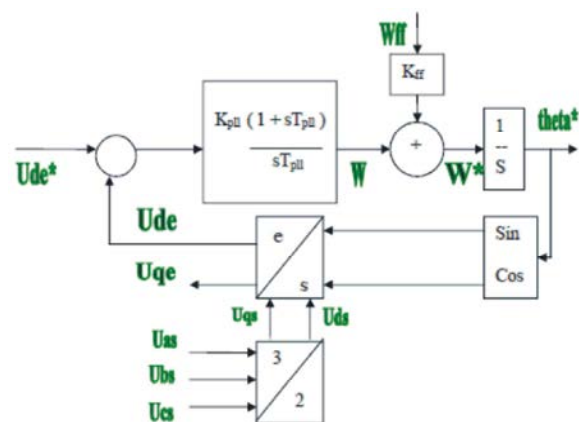 Wff
Kff
Kpll (1 + sTpll)
sTpll
1
S
theta*
+
Ude*
W
W*
Ude
e
s
Sin
Cos
Uqe
Uqs
Uds
Uas
Ubs
Ucs
3
2